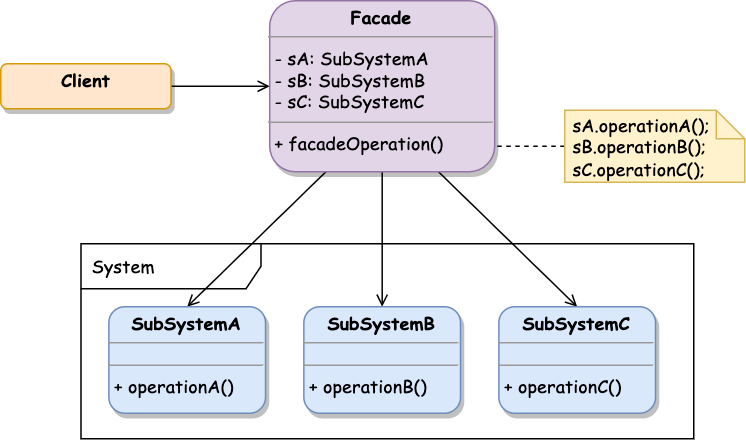 Facade
- sA: SubSystemA
- sB: SubSystemB
- sC: SubSystemC
+ facadeOperation()
Client
sA.operationA();
sB.operationB();
sC.operationC();
System
SubSystemA
+ operationA()
SubSystemB
+ operationB()
SubSystemC
+ operationC()